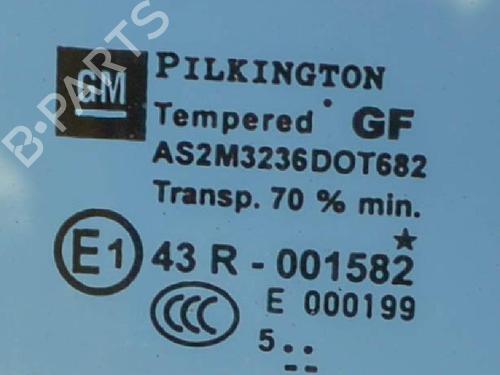 B-PARTS
GM
PILKINGTON
Tempered GF
AS2M3236DOT682
Transp. 70 % min.
E1 43 R - 001582
CCC E 000199
5..